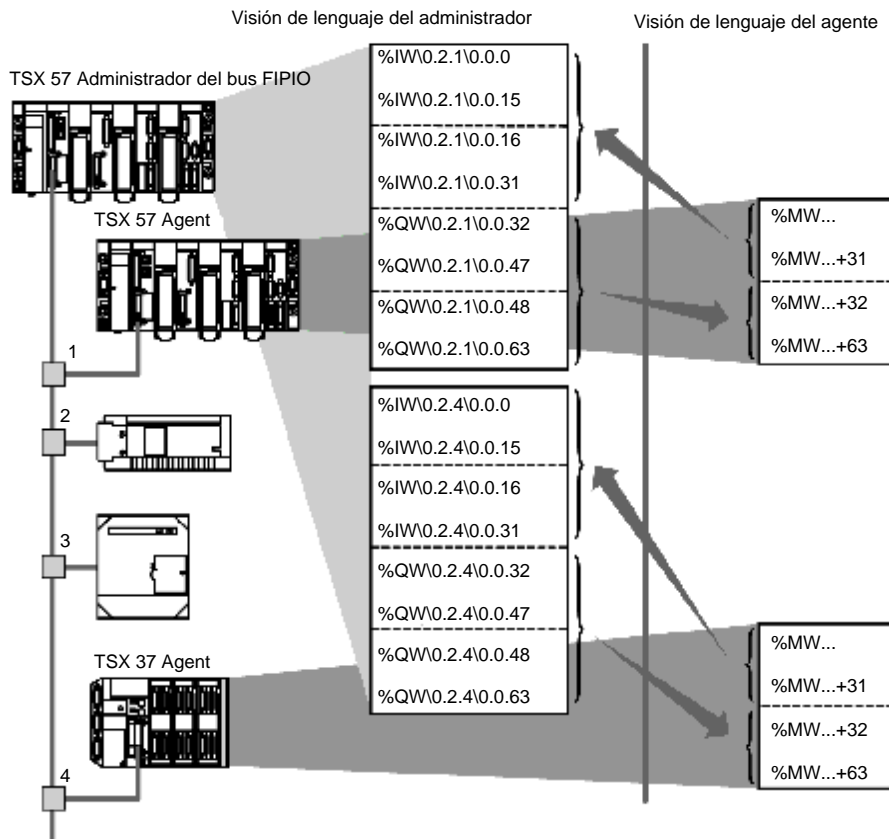 Visión de lenguaje del administrador
Visión de lenguaje del agente
TSX 57 Administrador del bus FIPIO
%IW\0.2.1\0.0.0
%IW\0.2.1\0.0.15
%IW\0.2.1\0.0.16
%IW\0.2.1\0.0.31
TSX 57 Agent
%QW\0.2.1\0.0.32
%QW\0.2.1\0.0.47
%QW\0.2.1\0.0.48
%QW\0.2.1\0.0.63
%MW...
%MW...+31
%MW...+32
%MW...+63
1
2
3
%IW\0.2.4\0.0.0
%IW\0.2.4\0.0.15
%IW\0.2.4\0.0.16
%IW\0.2.4\0.0.31
%QW\0.2.4\0.0.32
%QW\0.2.4\0.0.47
%QW\0.2.4\0.0.48
%QW\0.2.4\0.0.63
TSX 37 Agent
4
%MW...
%MW...+31
%MW...+32
%MW...+63